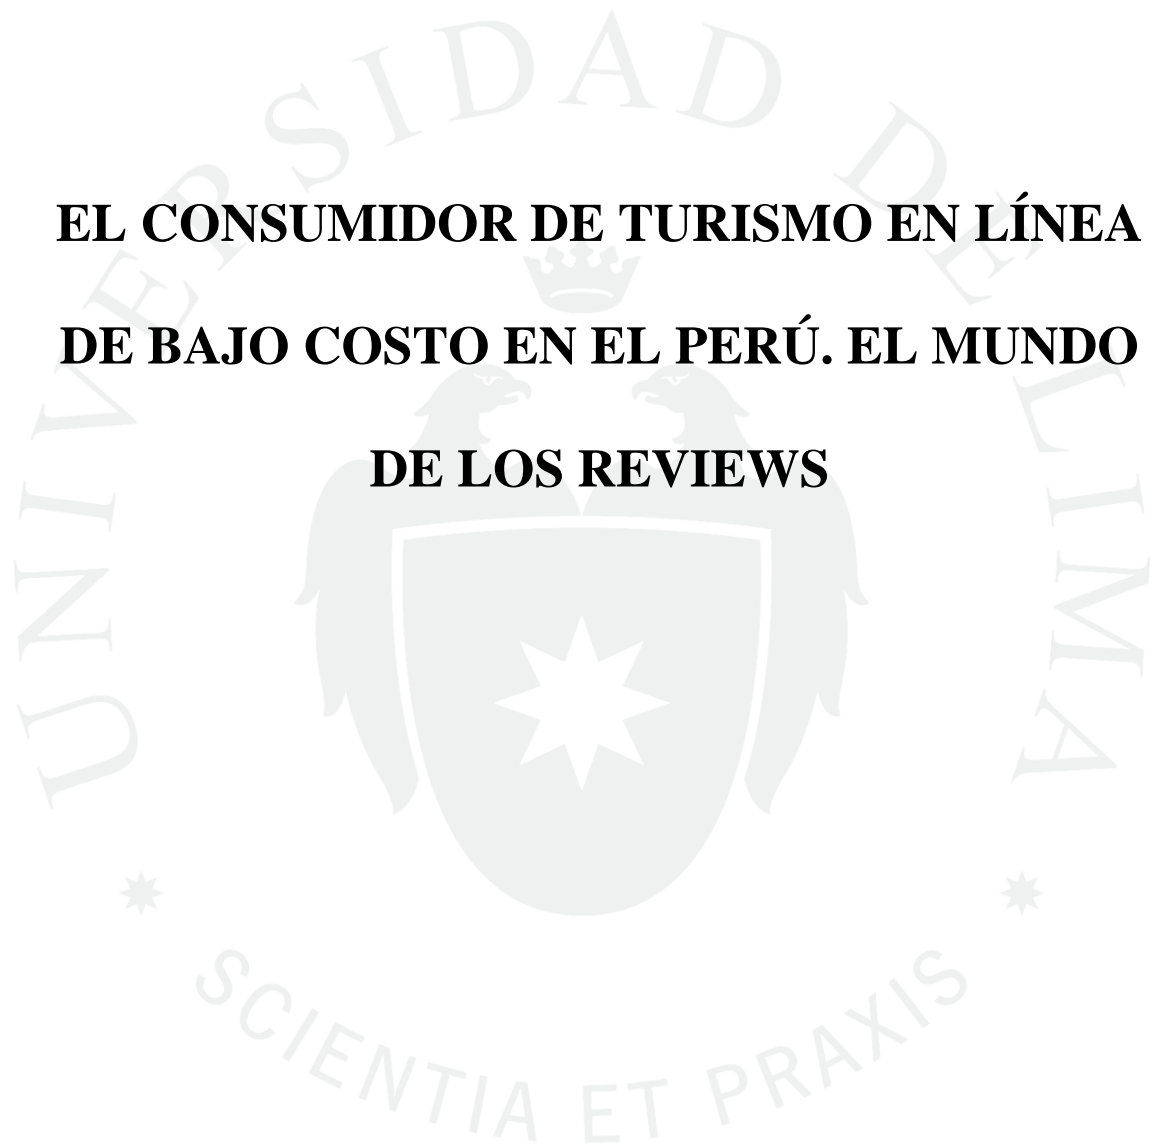 UNIVERSIDAD DE LIMA
EL CONSUMIDOR DE TURISMO EN LÍNEA
DE BAJO COSTO EN EL PERÚ. EL MUNDO
DE LOS REVIEWS
SCIENTIA ET PRAXIS